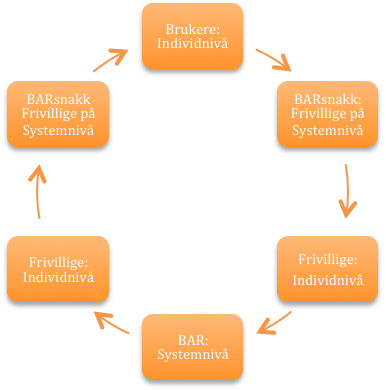 Brukere:
Individnivå
BARsnakk:
Frivillige på
Systemnivå
Frivillige:
Individnivå
BAR:
Systemnivå
Frivillige:
Individnivå
BARsnakk
Frivillige på
Systemnivå